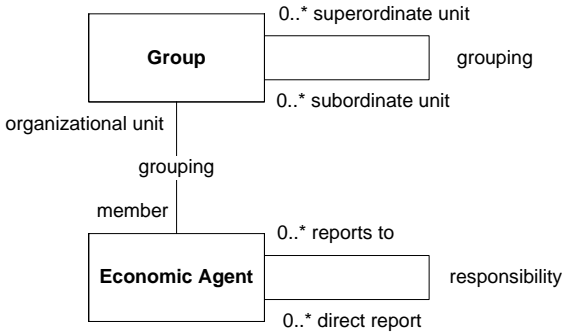 0..* superordinate unit
Group
grouping
0..* subordinate unit
organizational unit
grouping
member
0..* reports to
Economic Agent
responsibility
0..* direct report